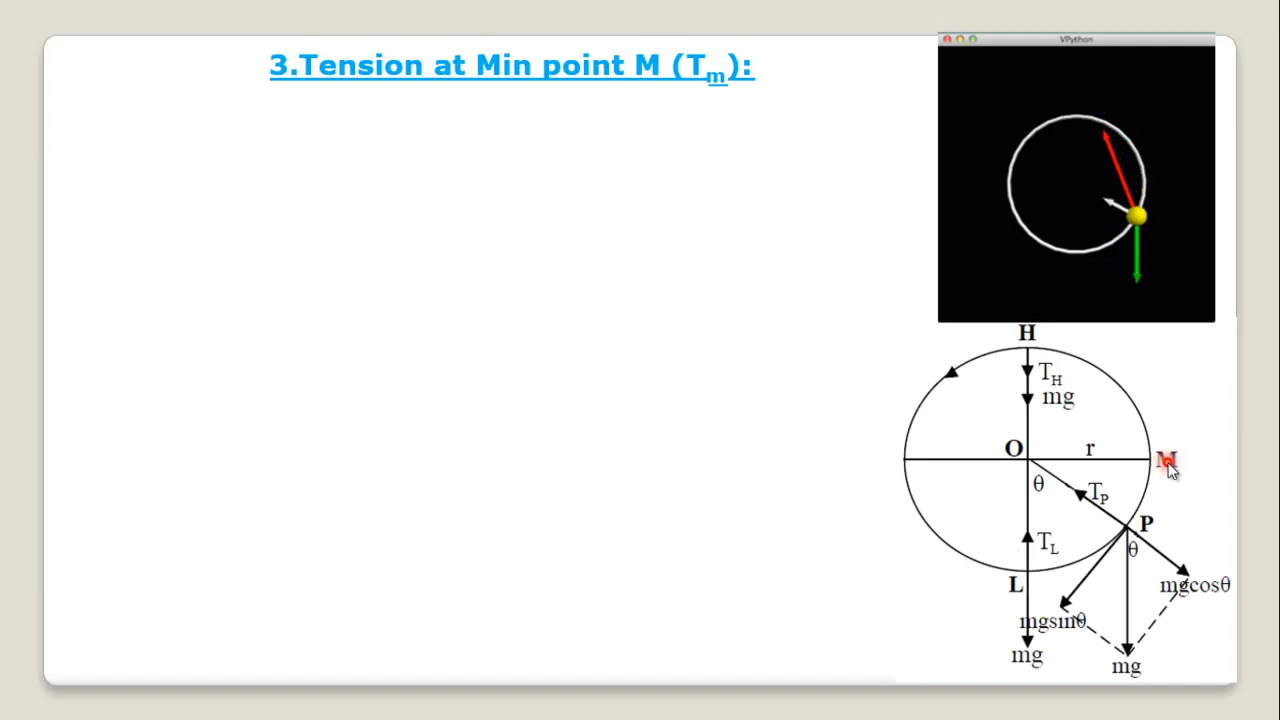 3.Tension at Min point M (Tm):
VPython
H
TH
mg
O
r
M
θ
TP
P
TL
θ
L
mgcosθ
mgsinθ
mg
mg